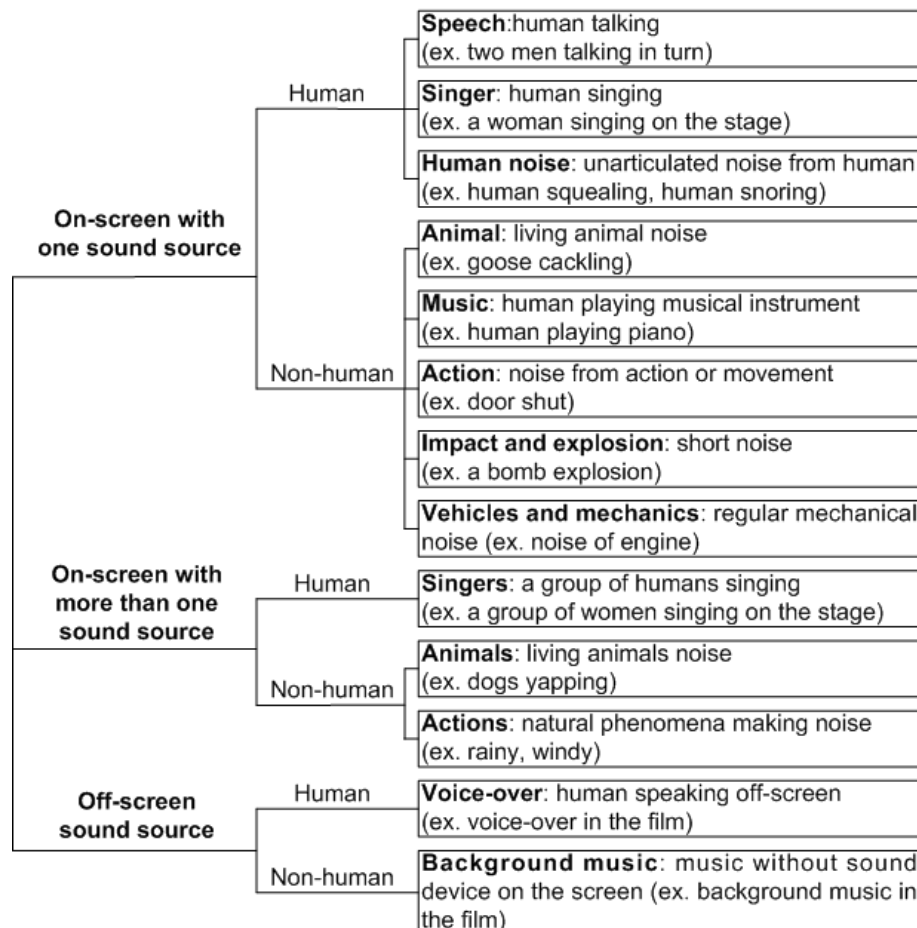 Speech:human talking
(ex. two men talking in turn)
Human
Singer: human singing
(ex. a woman singing on the stage)
Human noise: unarticulated noise from human
(ex. human squealing, human snoring)
On-screen with
one sound source
Animal: living animal noise
(ex. goose cackling)
Music: human playing musical instrument
(ex. human playing piano)
Non-human
Action: noise from action or movement
(ex. door shut)
Impact and explosion: short noise
(ex. a bomb explosion)
Vehicles and mechanics: regular mechanical
noise (ex. noise of engine)
On-screen with
more than one
sound source
Human
Singers: a group of humans singing
(ex. a group of women singing on the stage)
Non-human
Animals: living animals noise
(ex. dogs yapping)
Actions: natural phenomena making noise
(ex. rainy, windy)
Off-screen
sound source
Human
Voice-over: human speaking off-screen
(ex. voice-over in the film)
Non-human
Background music: music without sound
device on the screen (ex. background music in
the film)